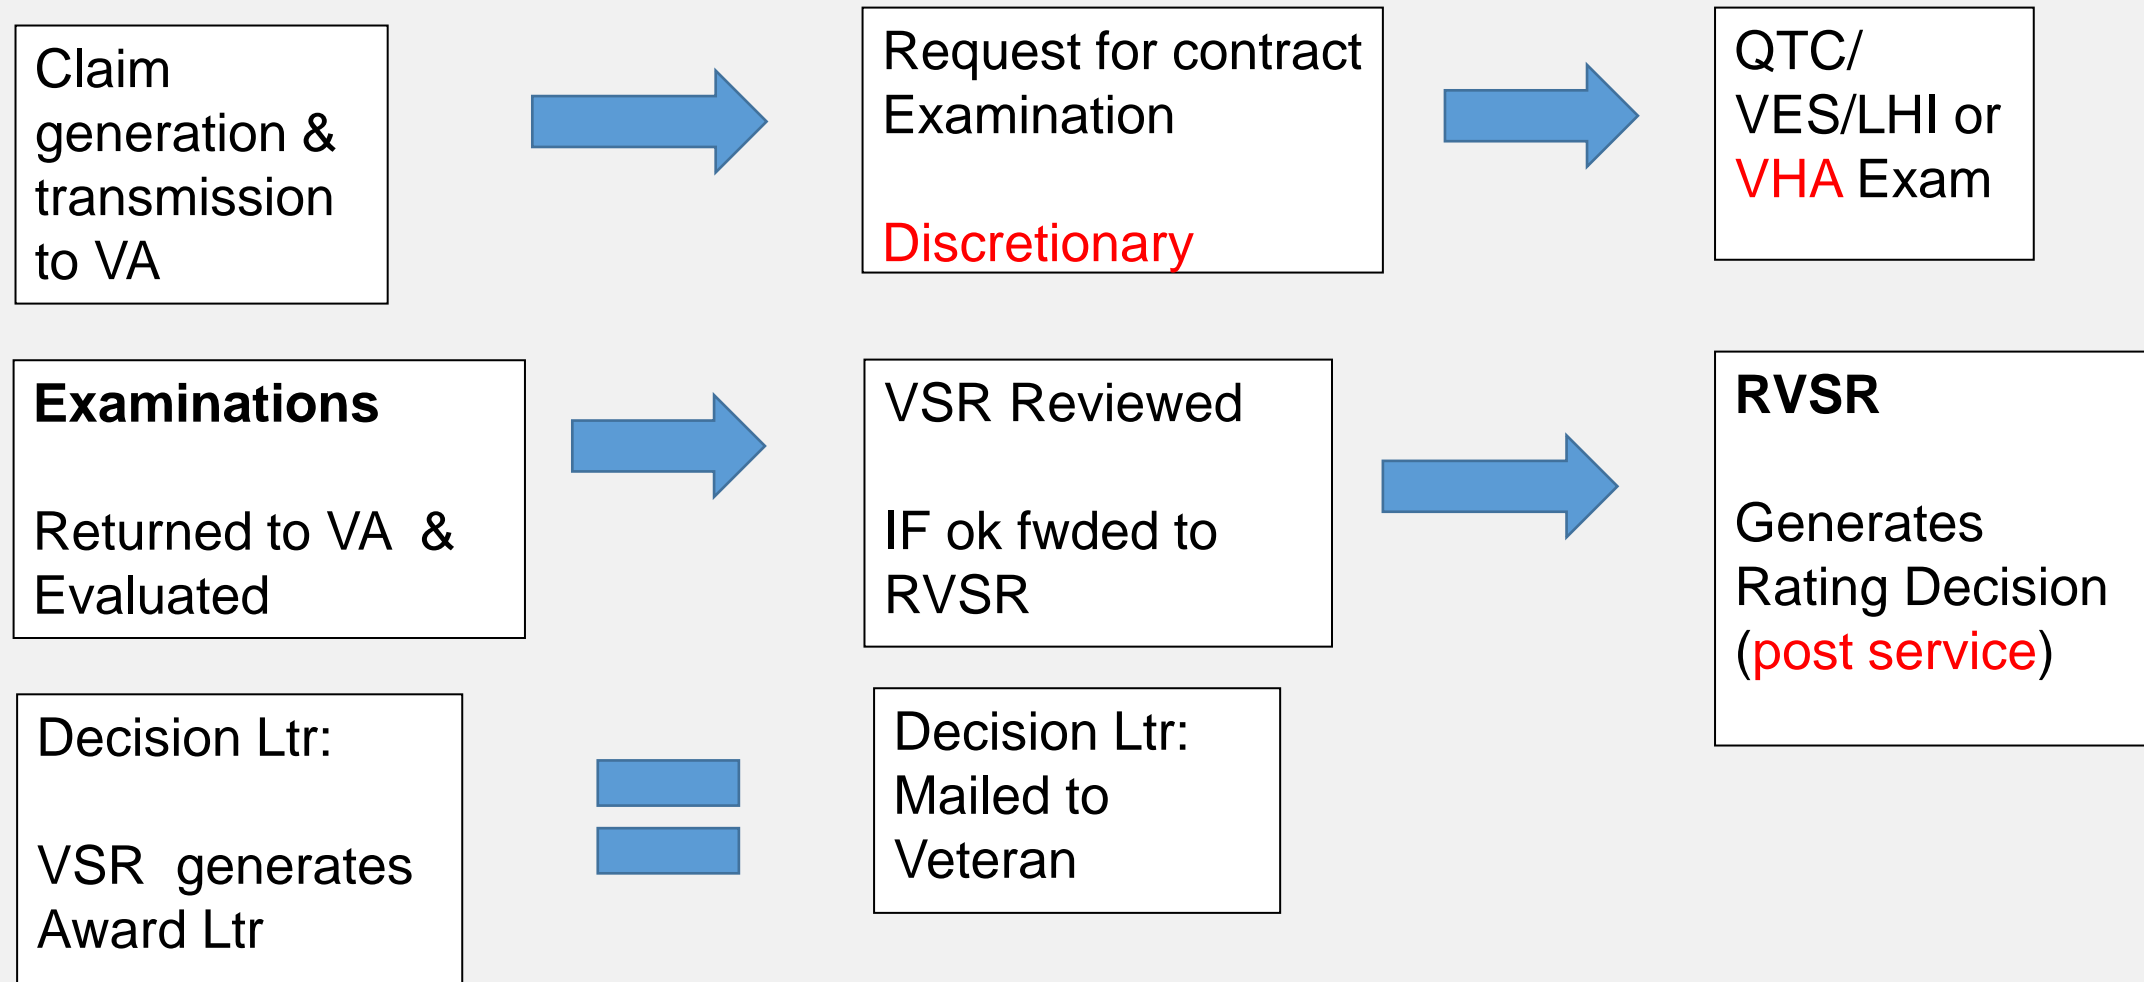 Claim
generation &
transmission
to VA
Request for contract
Examination
Discretionary
QTC/
VES/LHI or
VHA Exam
Examinations
Returned to VA & 
Evaluated
VSR Reviewed
IF ok fwded to
RVSR
RVSR
Generates
Rating Decision
(post service)
Decision Ltr:
VSR generates
Award Ltr
Decision Ltr:
Mailed to
Veteran